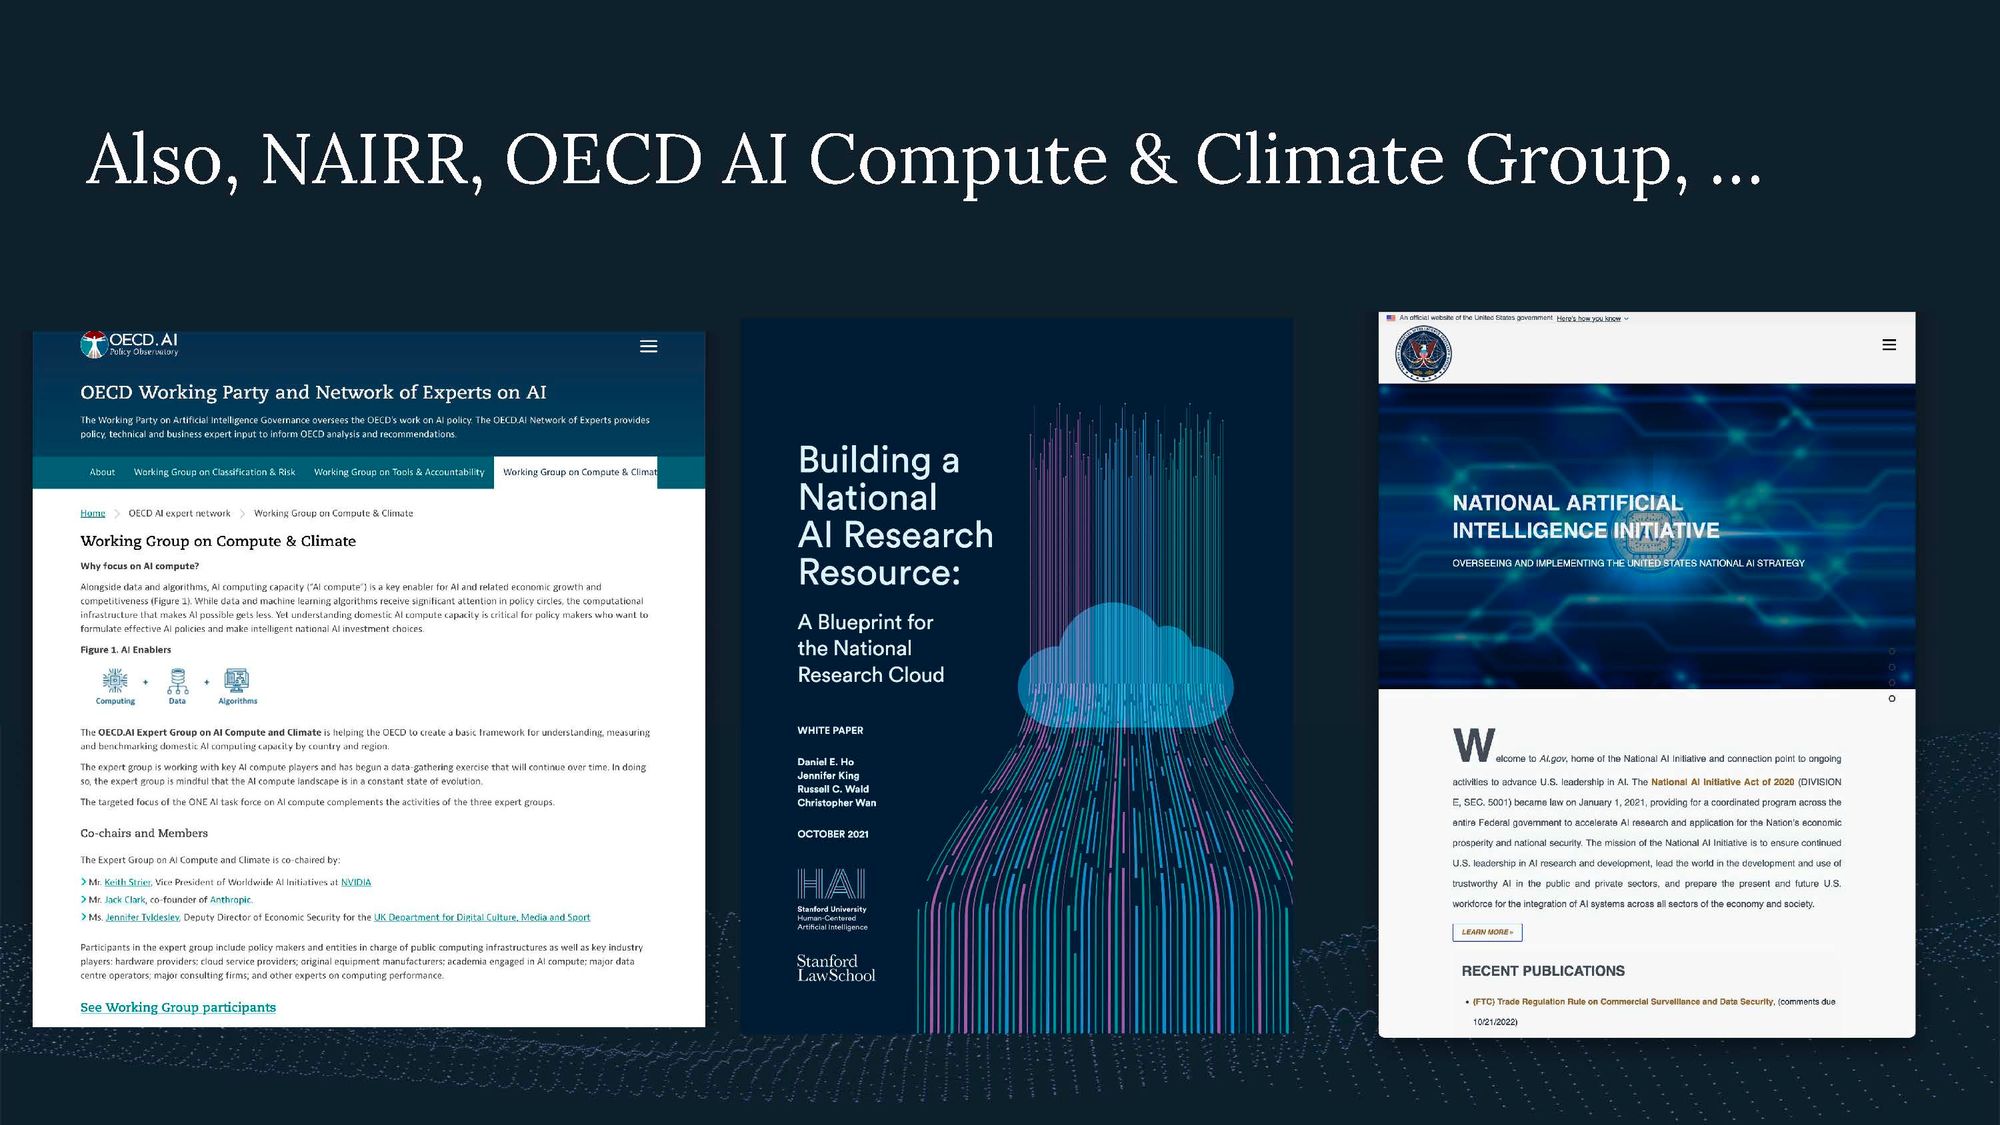 Also, NAIRR, OECD AI Compute & Climate Group, ...
OECD.AI
Policy Observatory
OECD Working Party and Network of Experts on AI
The Working Party on Artificial Intelligence Governance oversees the OECD's work on AI policy. The OECD.AI Network of Experts provides
policy, technical and business expert input to inform OECD analysis and recommendations.
About Working Group on Classification & Risk Working Group on Tools & Accountability Working Group on Compute & Climat
Home > OECD AI expert network > Working Group on Compute & Climate
Working Group on Compute & Climate
Why focus on AI compute?
Alongside data and algorithms, AI computing capacity ("AI compute") is a key enabler for AI and related economic growth and
competitiveness (Figure 1). While data and machine learning algorithms receive significant attention in policy circles, the computational
infrastructure that makes AI possible gets less. Yet understanding domestic AI compute capacity is critical for policy makers who want to
formulate effective AI policies and make intelligent national AI investment choices.
Figure 1. AI Enablers
Computing + Data + Algorithms
The OECD.AI Expert Group on AI Compute and Climate is helping the OECD to create a basic framework for understanding, measuring
and benchmarking domestic AI computing capacity by country and region.
The expert group is working with key AI compute players and has begun a data-gathering exercise that will continue over time. In doing
so, the expert group is mindful that the AI compute landscape is in a constant state of evolution.
The targeted focus of the ONE AI task force on AI compute complements the activities of the three expert groups.
Co-chairs and Members
The Expert Group on AI Compute and Climate is co-chaired by:
> Mr. Keith Strier, Vice President of Worldwide AI Initiatives at NVIDIA
> Mr. Jack Clark, co-founder of Anthropic.
> Ms. Jennifer Tyldesley, Deputy Director of Economic Security for the UK Department for Digital Culture, Media and Sport
Participants in the expert group include policy makers and entities in charge of public computing infrastructures as well as key industry
players: hardware providers; cloud service providers; original equipment manufacturers; academia engaged in AI compute; major data
centre operators; major consulting firms; and other experts on computing performance.
See Working Group participants
Building a
National
AI Research
Resource:
A Blueprint for
the National
Research Cloud
WHITE PAPER
Daniel E. Ho
Jennifer King
Russell C. Wald
Christopher Wan
OCTOBER 2021
HAI
Stanford University
Human-Centered
Artificial Intelligence
Stanford
LawSchool
An official website of the United States government Here's how you know
NATIONAL ARTIFICIAL
INTELLIGENCE INITIATIVE
OVERSEEING AND IMPLEMENTING THE UNITED STATES NATIONAL AI STRATEGY
Welcome to AI.gov, home of the National AI Initiative and connection point to ongoing
activities to advance U.S. leadership in AI. The National AI Initiative Act of 2020 (DIVISION
E, SEC. 5001) became law on January 1, 2021, providing for a coordinated program across the
entire Federal government to accelerate AI research and application for the Nation's economic
prosperity and national security. The mission of the National AI Initiative is to ensure continued
U.S. leadership in AI research and development, lead the world in the development and use of
trustworthy AI in the public and private sectors, and prepare the present and future U.S.
workforce for the integration of AI systems across all sectors of the economy and society.
LEARN MORE »
RECENT PUBLICATIONS
• (FTC) Trade Regulation Rule on Commercial Surveillance and Data Security, (comments due
10/21/2022)